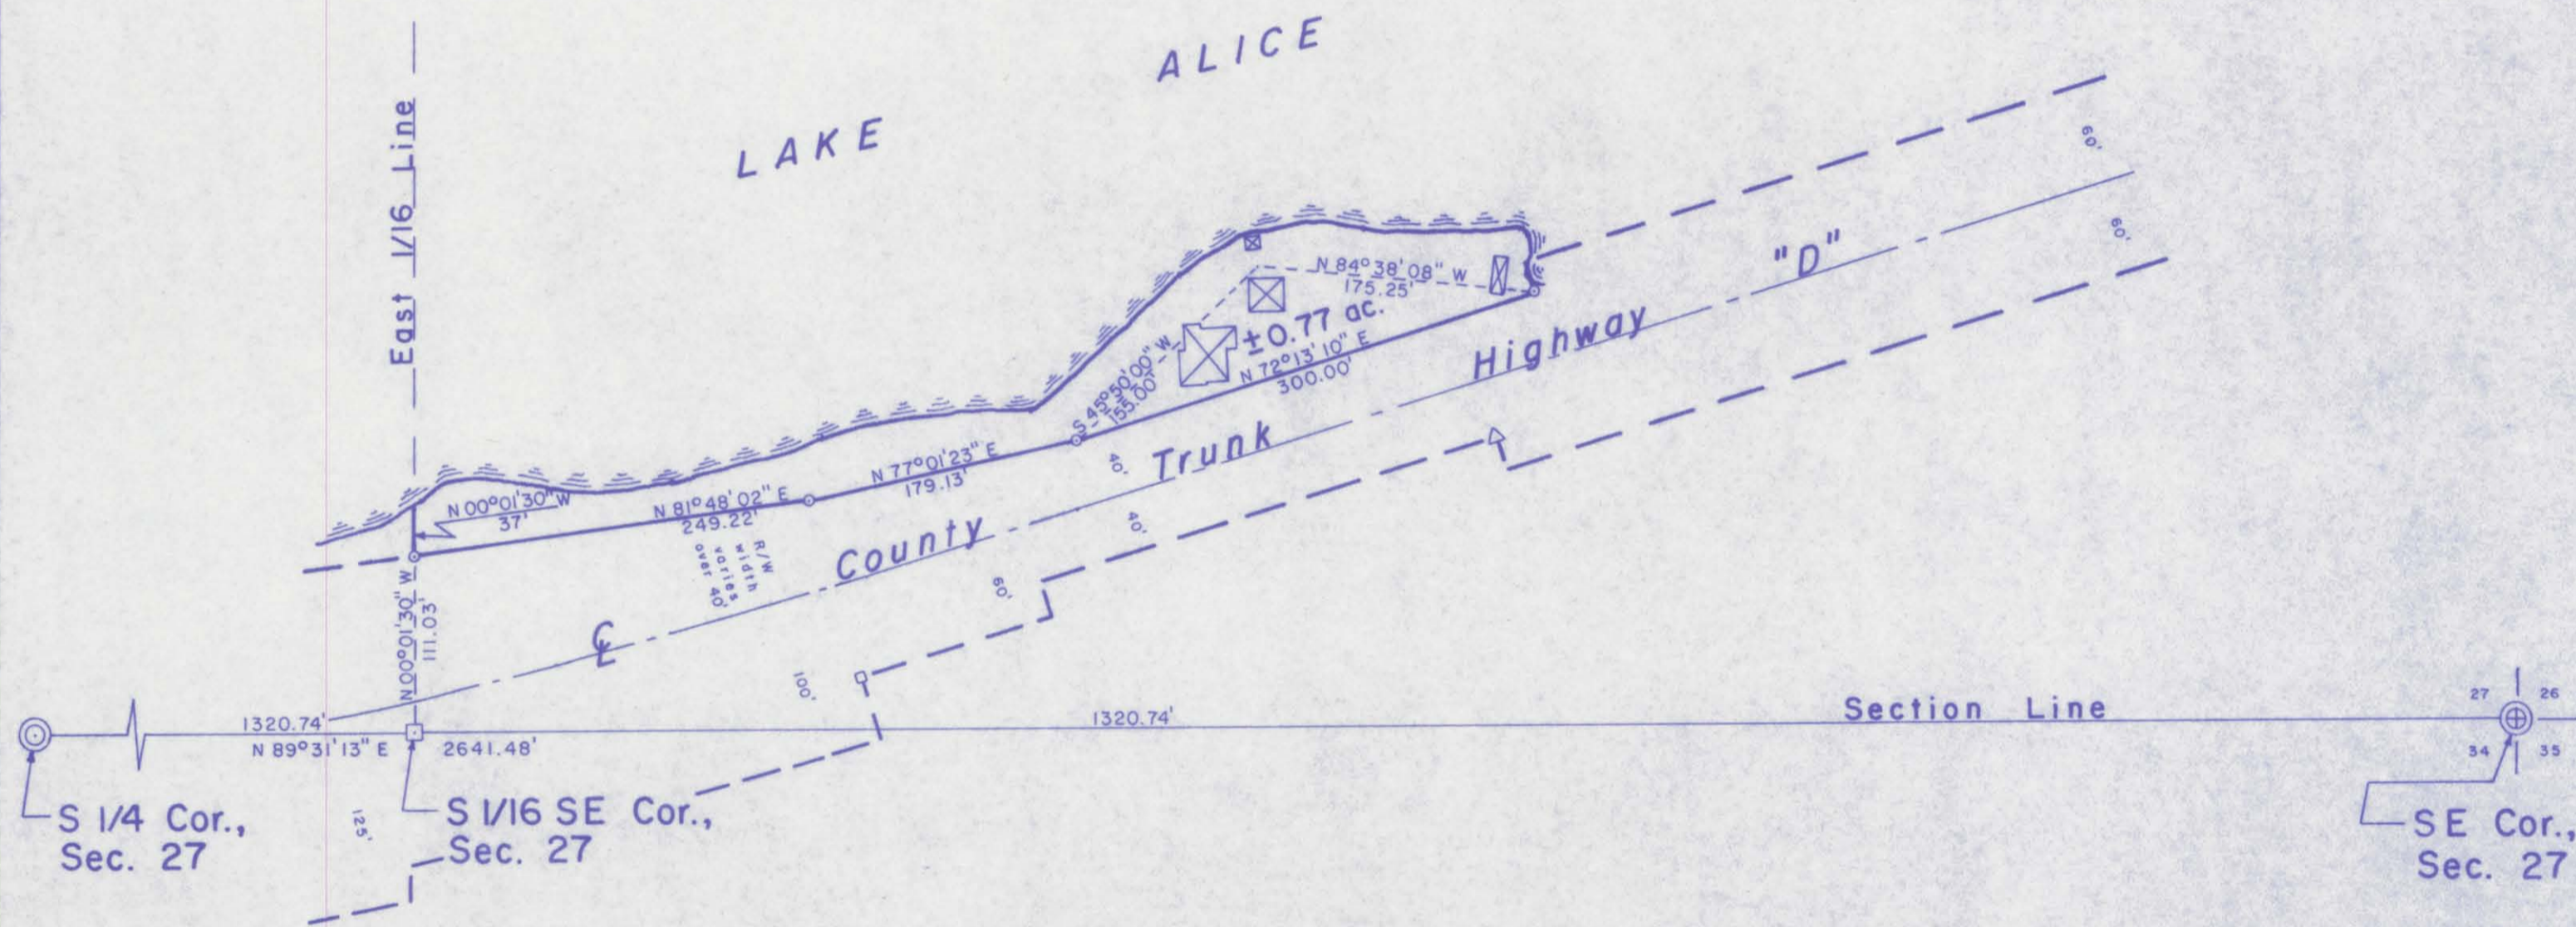 ALICE
LAKE
East 1/16 Line
60'
60'
"D"
N 84°38'08" W
175.25'
±0.77 ac.
S 45°50'00" W
155.00'
N 72°13'10" E
300.00'
Highway
Trunk
County
40'
40'
N 77°01'23" E
179.13'
N 00°01'30" W
37'
N 81°48'02" E
249.22'
R/W
width
varies
over 40'
60'
N 00°01'30" W
111.03'
℄
100'
1320.74'
N 89°31'13" E
2641.48'
1320.74'
Section Line
27
26
34
35
125'
S 1/4 Cor.,
Sec. 27
S 1/16 SE Cor.,
Sec. 27
SE Cor.,
Sec. 27